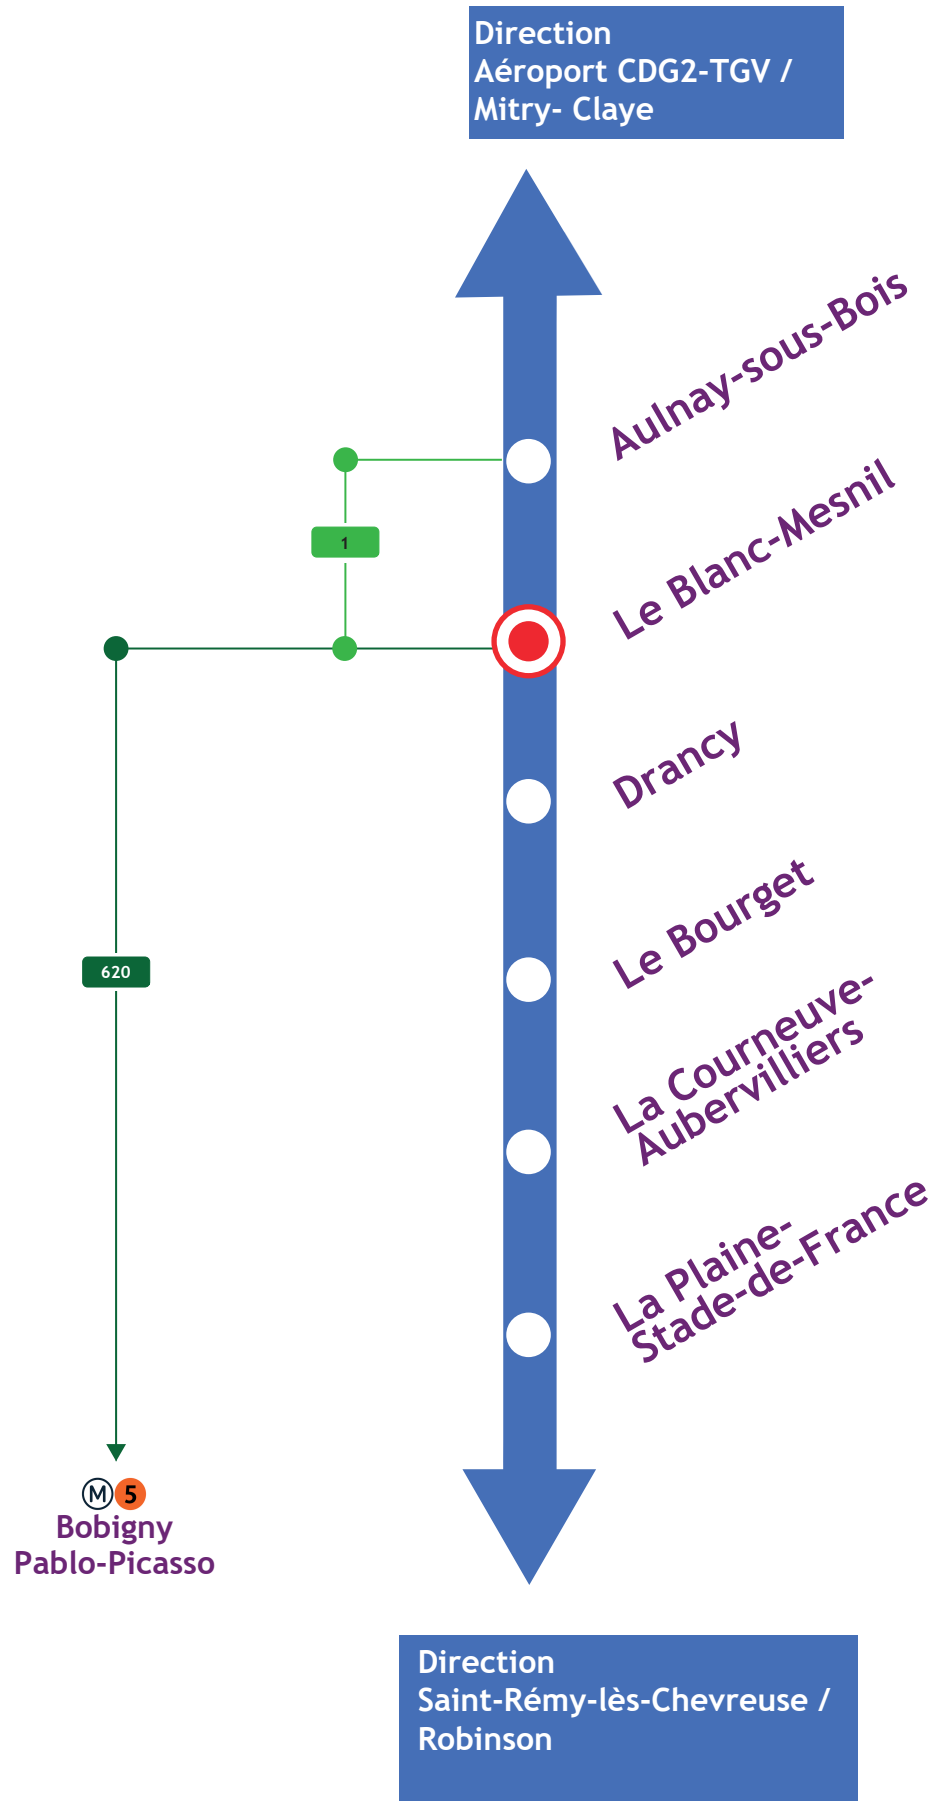 Direction
Aéroport CDG2-TGV /
Mitry- Claye
Aulnay-sous-Bois
1
Le Blanc-Mesnil
Drancy
Le Bourget
620
La Courneuve-
Aubervilliers
La Plaine-
Stade-de-France
M 5
Bobigny
Pablo-Picasso
Direction
Saint-Rémy-lès-Chevreuse /
Robinson